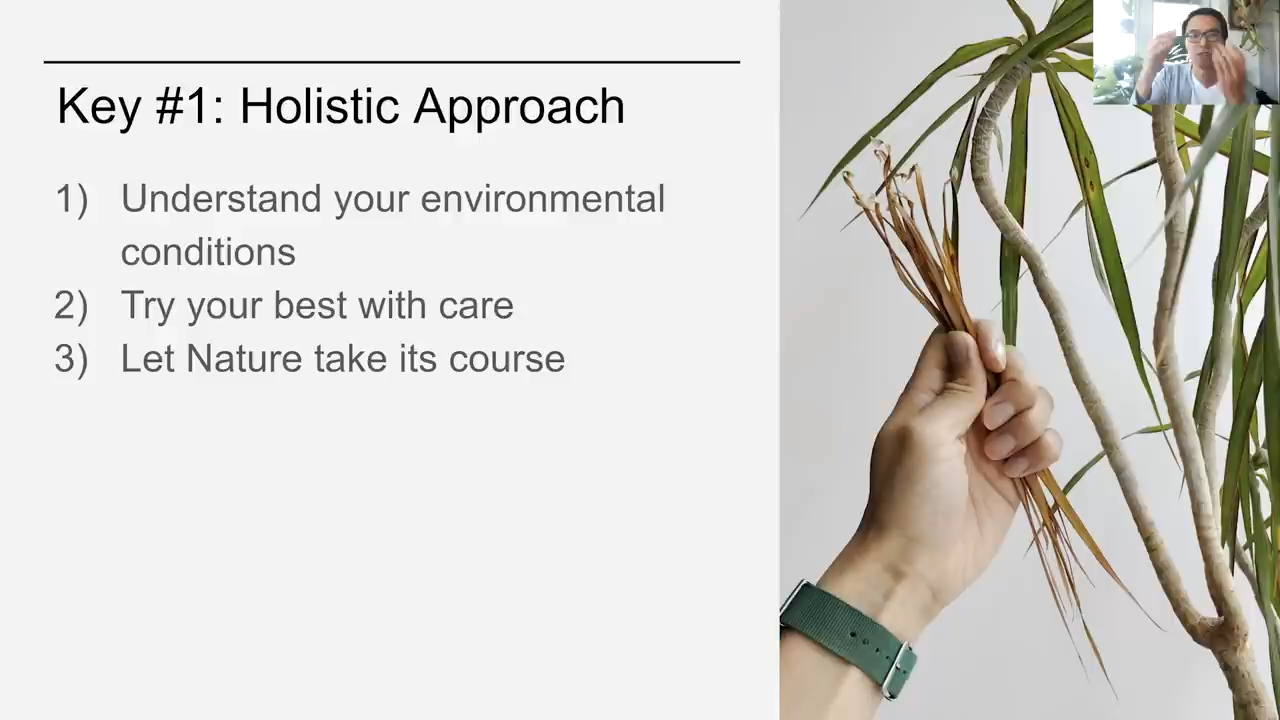 Key #1: Holistic Approach
1) Understand your environmental
conditions
2) Try your best with care
3) Let Nature take its course